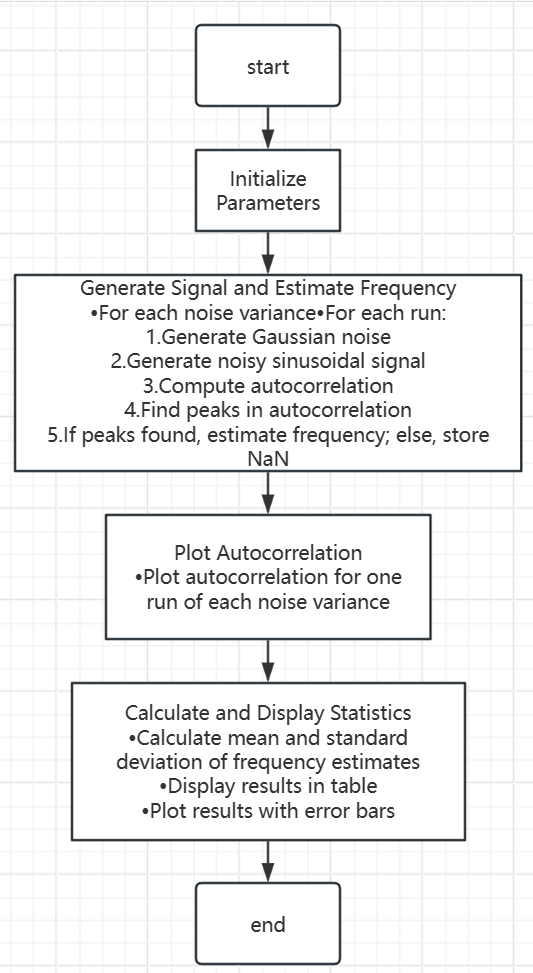 start
Initialize
Parameters
Generate Signal and Estimate Frequency
•For each noise variance•For each run:
1.Generate Gaussian noise
2.Generate noisy sinusoidal signal
3.Compute autocorrelation
4.Find peaks in autocorrelation
5.If peaks found, estimate frequency; else, store
NaN
Plot Autocorrelation
•Plot autocorrelation for one
run of each noise variance
Calculate and Display Statistics
•Calculate mean and standard
deviation of frequency estimates
•Display results in table
•Plot results with error bars
end